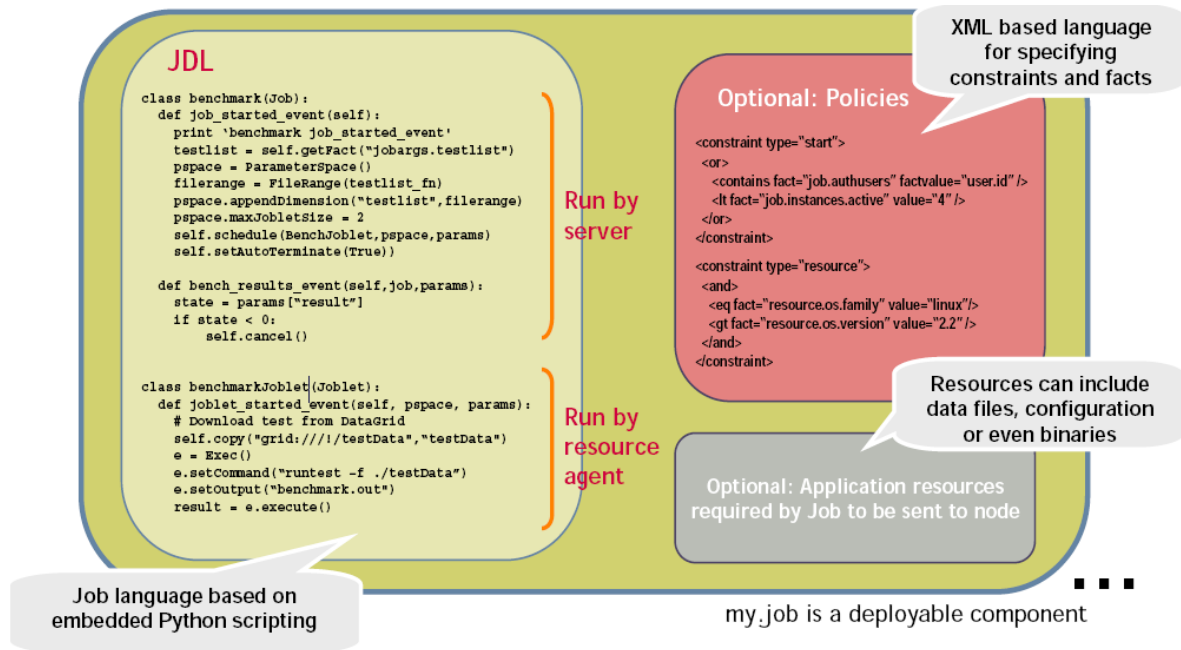 JDL
class benchmark(Job):
def job_started_event(self):
print `benchmark job_started_event'
testlist = self.getFact("jobargs.testlist")
pspace = ParameterSpace()
filerange = FileRange(testlist_fn)
pspace.appendDimension("testlist",filerange)
pspace.maxJobletSize = 2
self.schedule(BenchJoblet,pspace,params)
self.setAutoTerminate(True))
def bench_results_event(self,job,params):
state = params["result"]
if state < 0:
self.cancel()
Run by
server
class benchmarkJoblet(Joblet):
def joblet_started_event(self, pspace, params):
# Download test from DataGrid
self.copy("grid:///!/testData","testData")
e = Exec()
e.setCommand("runtest -f ./testData")
e.setOutput("benchmark.out")
result = e.execute()
Run by
resource
agent
Job language based on
embedded Python scripting
XML based language
for specifying
constraints and facts
Optional: Policies
<constraint type="start">
<or>
<contains fact="job.authusers" factvalue="user.id" />
<lt fact="job.instances.active" value="4" />
</or>
</constraint>
<constraint type="resource">
<and>
<eq fact="resource.os.family" value="linux"/>
<gt fact="resource.os.version" value="2.2" />
</and>
</constraint>
Resources can include
data files, configuration
or even binaries
Optional: Application resources
required by Job to be sent to node
...
my.job is a deployable component